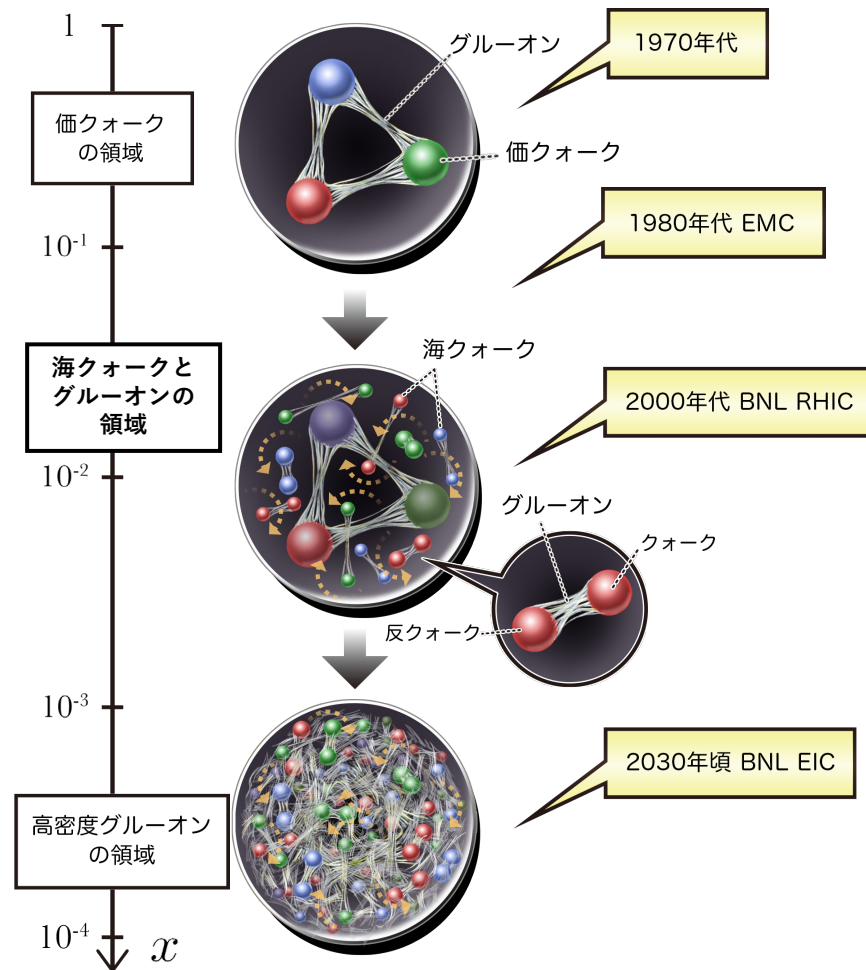 1
価クォーク
の領域
10-1
海クォークと
グルーオンの
領域
10-2
10-3
高密度グルーオン
の領域
10-4
x
グルーオン
価クォーク
1970年代
1980年代 EMC
海クォーク
2000年代 BNL RHIC
グルーオン
クォーク
反クォーク
2030年頃 BNL EIC